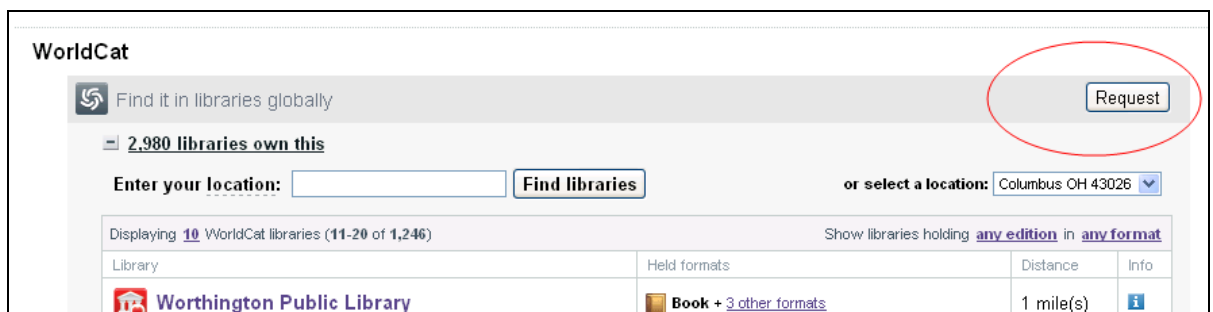 WorldCat
Find it in libraries globally Request
2,980 libraries own this
Enter your location: Find libraries or select a location: Columbus OH 43026
Displaying 10 WorldCat libraries (11-20 of 1,246) Show libraries holding any edition in any format
Library Held formats Distance Info
Worthington Public Library Book + 3 other formats 1 mile(s)